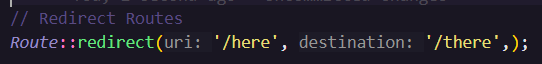 // Redirect Routes
Route::redirect(uri: '/here', destination: '/there',);